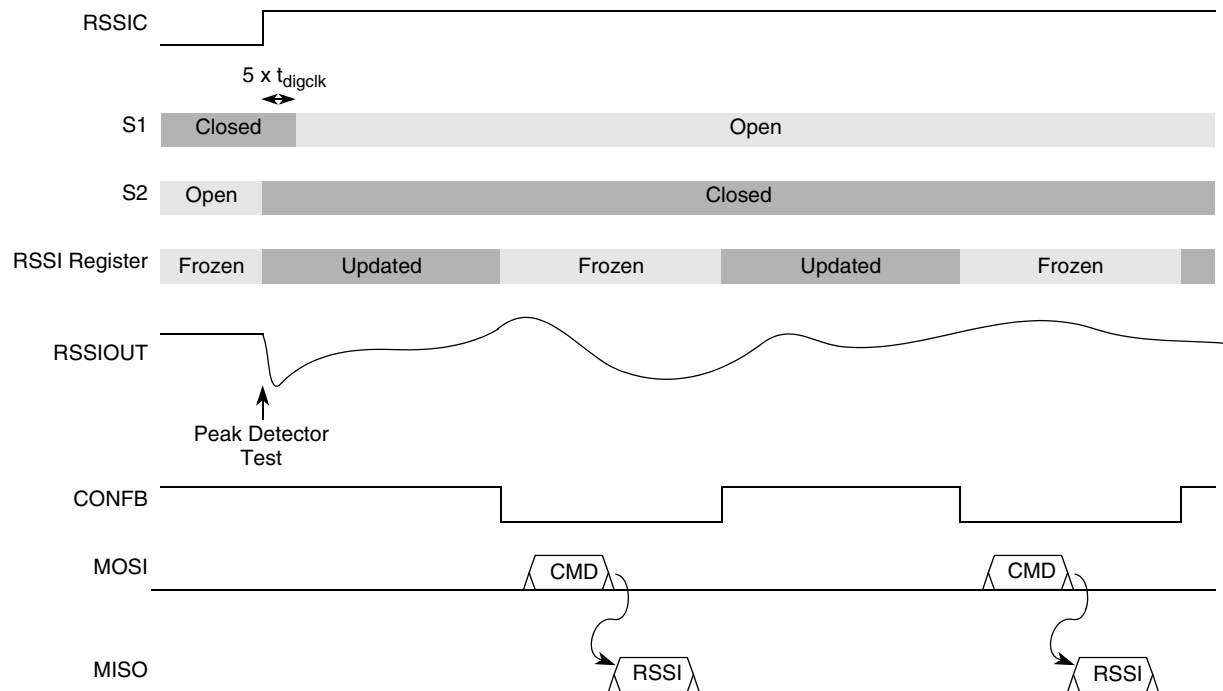 RSSIC
5 x tdigclk
S1 Closed Open
S2 Open Closed
RSSI Register Frozen Updated Frozen Updated Frozen
RSSIOUT
Peak Detector
Test
CONFB
MOSI CMD CMD
MISO RSSI RSSI